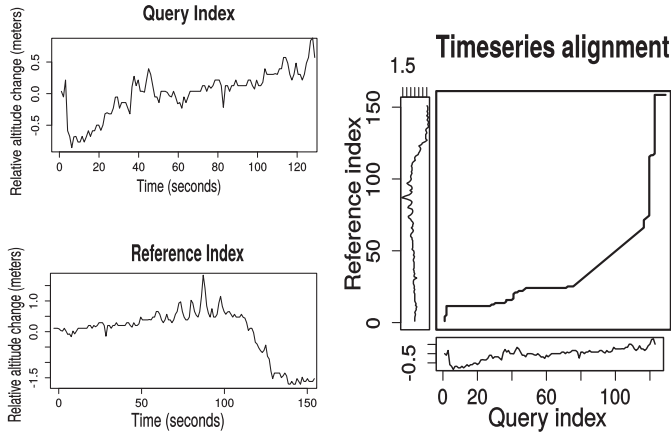 Query Index
Relative altitude change (meters)
0.5
0.0
-0.5
0 20 40 60 80 100 120
Time (seconds)
Reference Index
Relative altitude change (meters)
1.0
0.0
-1.5
0 50 100 150
Time (seconds)
Timeseries alignment
1.5
Reference index
150
100
50
0
-0.5
0 20 60 100
Query index